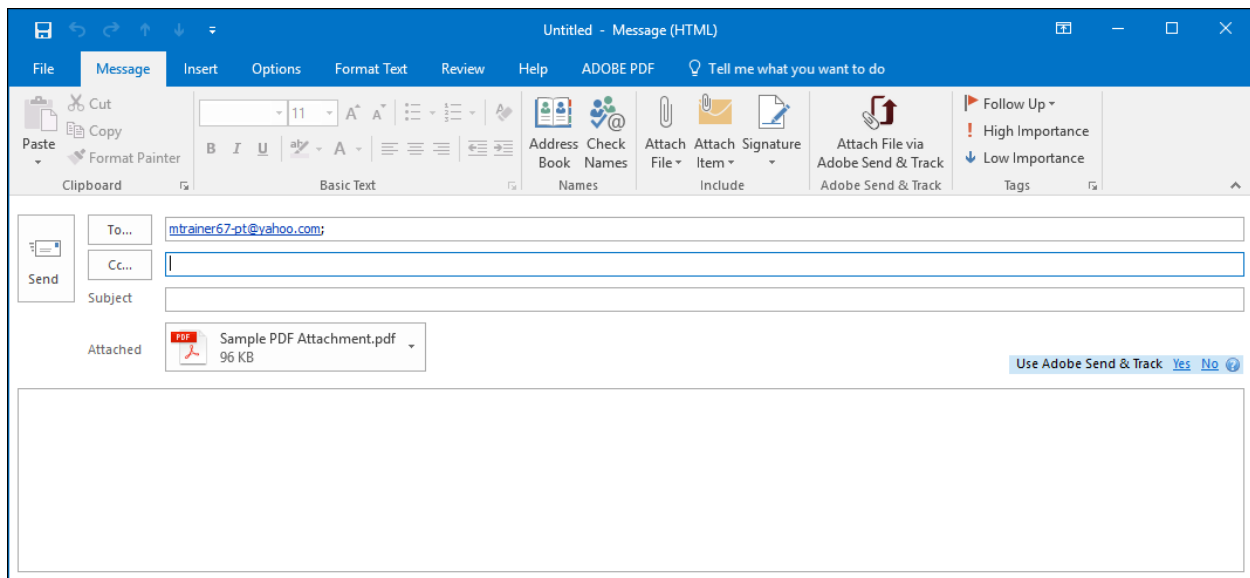 Untitled - Message (HTML)
File Message Insert Options Format Text Review Help ADOBE PDF Tell me what you want to do
Cut
Copy
Format Painter
Paste
Clipboard
11
A A
B I U ab A
Basic Text
Address Book
Check Names
Names
Attach File
Attach Item
Signature
Include
Attach File via
Adobe Send & Track
Adobe Send & Track
Follow Up
High Importance
Low Importance
Tags
Send
To... mtrainer67-pt@yahoo.com;
Cc...
Subject
Attached
PDF
Sample PDF Attachment.pdf
96 KB
Use Adobe Send & Track Yes No ?